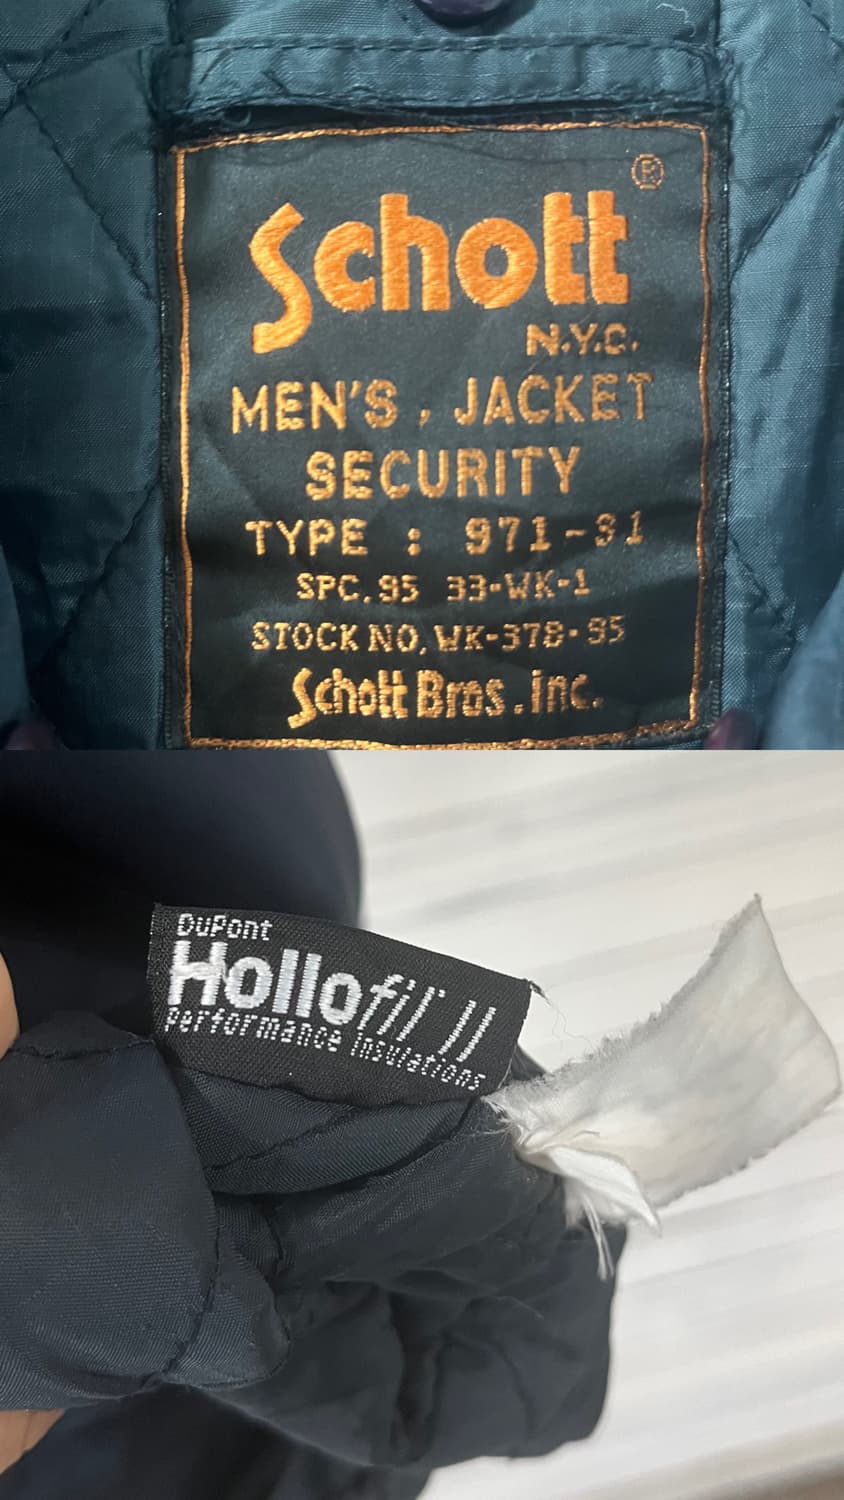 Schott®
N.Y.C.
MEN'S, JACKET
SECURITY
TYPE : 971-91
SPC.95 33-WK-1
STOCK NO. WK-378-95
Schott Bros. inc.
DuPont
Hollofil® II
performance insulations